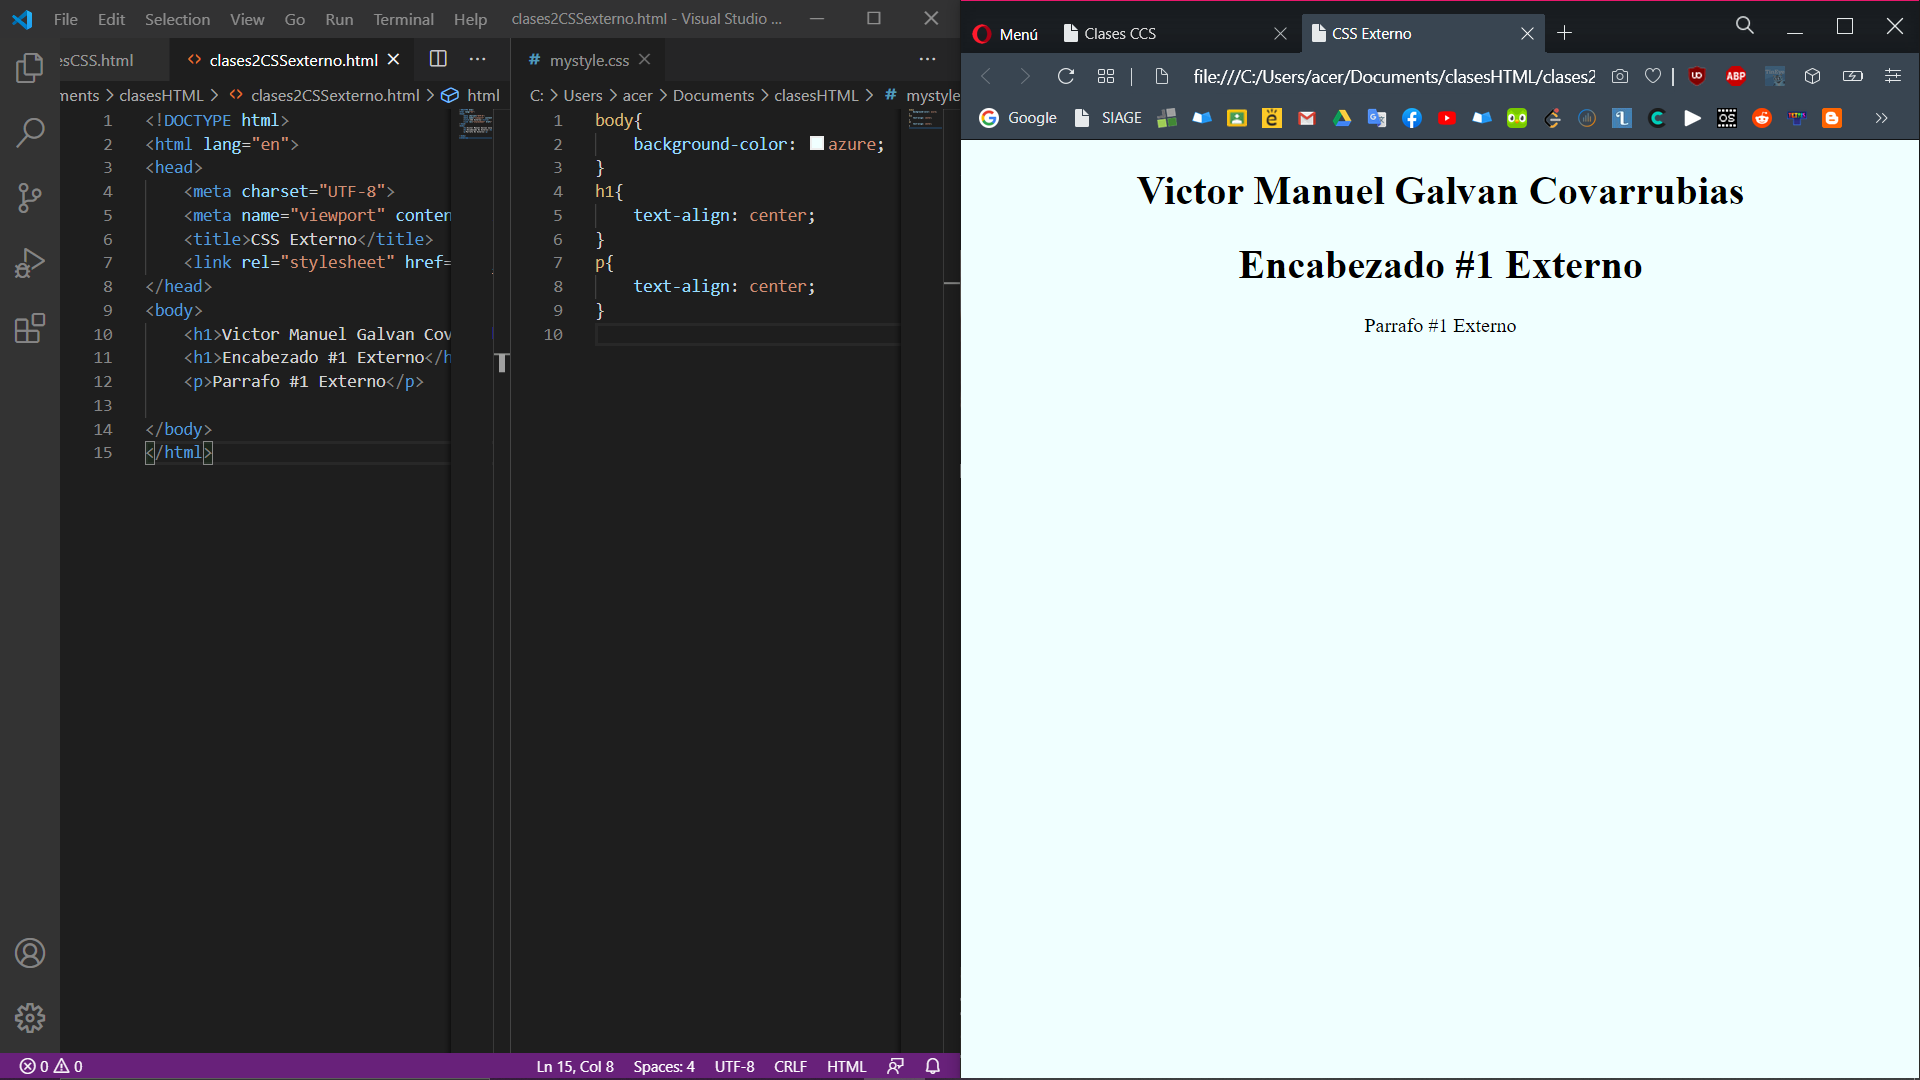 File Edit Selection View Go Run Terminal Help clases2CSSexterno.html - Visual Studio ...
esCSS.html clases2CSSexterno.html
ments > clasesHTML > clases2CSSexterno.html > html
1 <!DOCTYPE html>
2 <html lang="en">
3 <head>
4 <meta charset="UTF-8">
5 <meta name="viewport" conten
6 <title>CSS Externo</title>
7 <link rel="stylesheet" href=
8 </head>
9 <body>
10 <h1>Victor Manuel Galvan Cov
11 <h1>Encabezado #1 Externo</h
12 <p>Parrafo #1 Externo</p>
13
14 </body>
15 </html>
# mystyle.css
C: > Users > acer > Documents > clasesHTML > # mystyle
1 body{
2 background-color: azure;
3 }
4 h1{
5 text-align: center;
6 }
7 p{
8 text-align: center;
9 }
10
0 0 Ln 15, Col 8 Spaces: 4 UTF-8 CRLF HTML
Menú Clases CCS CSS Externo
file:///C:/Users/acer/Documents/clasesHTML/clases2 ABP
Google SIAGE
Victor Manuel Galvan Covarrubias
Encabezado #1 Externo
Parrafo #1 Externo